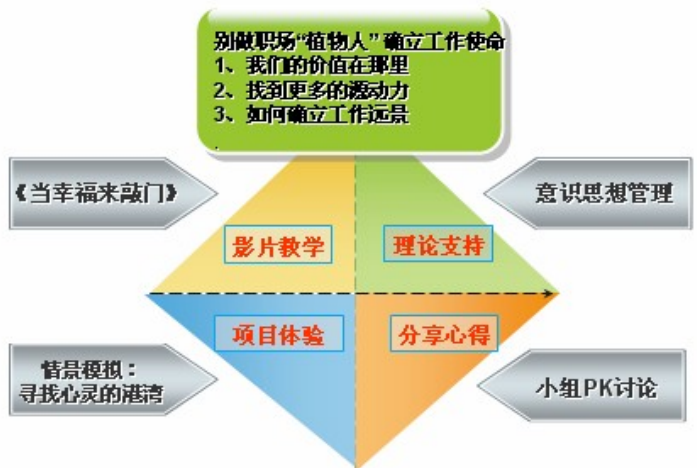 别做职场“植物人”确立工作使命
1、我们的价值在那里
2、找到更多的源动力
3、如何确立工作远景
.
《当幸福来敲门》
意识思想管理
影片教学
理论支持
项目体验
分享心得
情景模拟：
寻找心灵的港湾
小组PK讨论